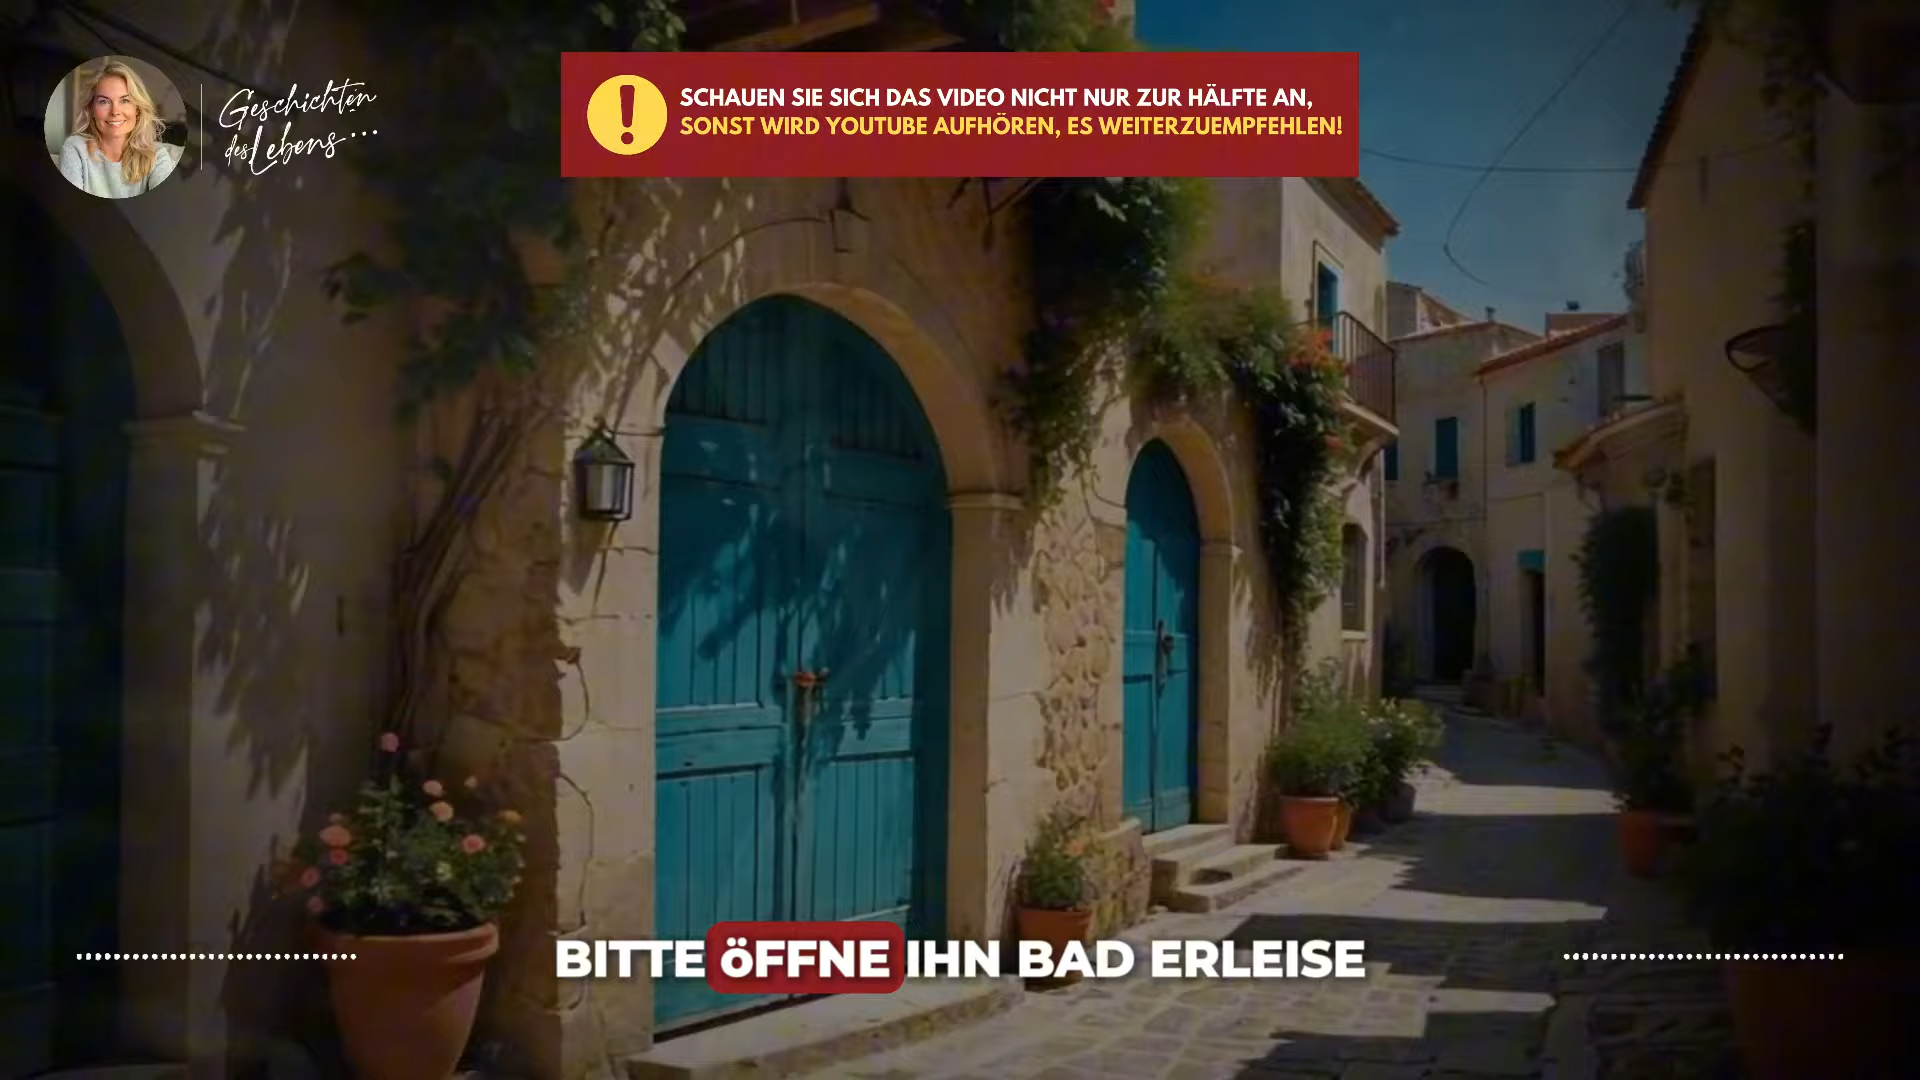 Geschichten
des Lebens...
SCHAUEN SIE SICH DAS VIDEO NICHT NUR ZUR HÄLFTE AN,
SONST WIRD YOUTUBE AUFHÖREN, ES WEITERZUEMPFEHLEN!
BITTE öFFNE IHN BAD ERLEISE